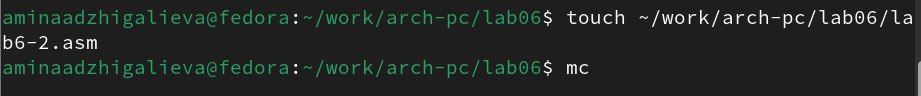 aminaadzhigalieva@fedora:~/work/arch-pc/lab06$ touch ~/work/arch-pc/lab06/la
b6-2.asm
aminaadzhigalieva@fedora:~/work/arch-pc/lab06$ mc